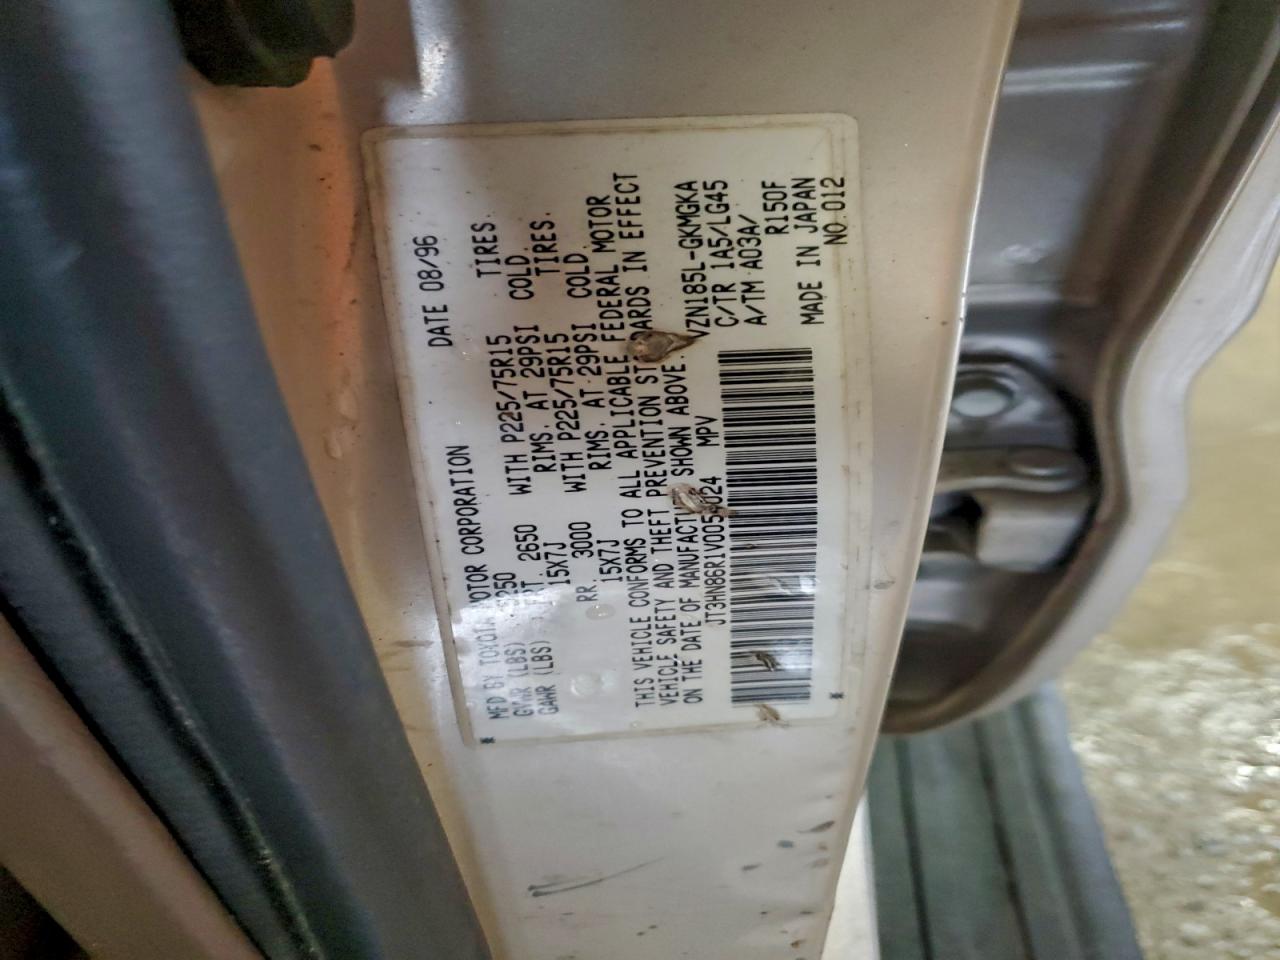 DATE 08/96
MFD BY TOYOTA MOTOR CORPORATION
GVWR (LBS) 5250
GAWR (LBS) FRT. 2650 WITH P225/75R15 TIRES.
15X7J RIMS. AT 29PSI COLD.
RR. 3000 WITH P225/75R15 TIRES.
15X7J RIMS. AT 29PSI COLD.
THIS VEHICLE CONFORMS TO ALL APPLICABLE FEDERAL MOTOR
VEHICLE SAFETY AND THEFT PREVENTION STANDARDS IN EFFECT
ON THE DATE OF MANUFACTURE SHOWN ABOVE.
MPV
VZN185L-GKMGKA
C/TR 1A5/LG45
A/TM A03A/
R150F
MADE IN JAPAN
NO.012